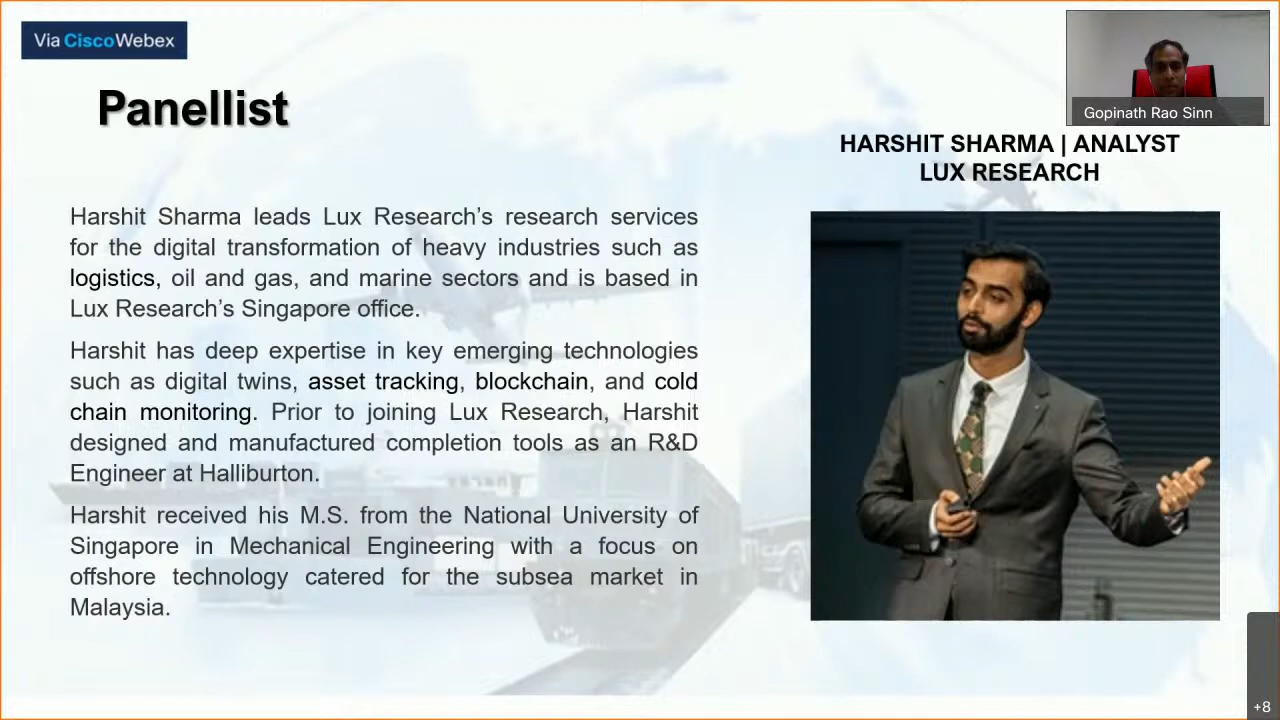 Via CiscoWebex
Panellist
Gopinath Rao Sinn
HARSHIT SHARMA | ANALYST
LUX RESEARCH
Harshit Sharma leads Lux Research’s research services
for the digital transformation of heavy industries such as
logistics, oil and gas, and marine sectors and is based in
Lux Research’s Singapore office.
Harshit has deep expertise in key emerging technologies
such as digital twins, asset tracking, blockchain, and cold
chain monitoring. Prior to joining Lux Research, Harshit
designed and manufactured completion tools as an R&D
Engineer at Halliburton.
Harshit received his M.S. from the National University of
Singapore in Mechanical Engineering with a focus on
offshore technology catered for the subsea market in
Malaysia.
+8